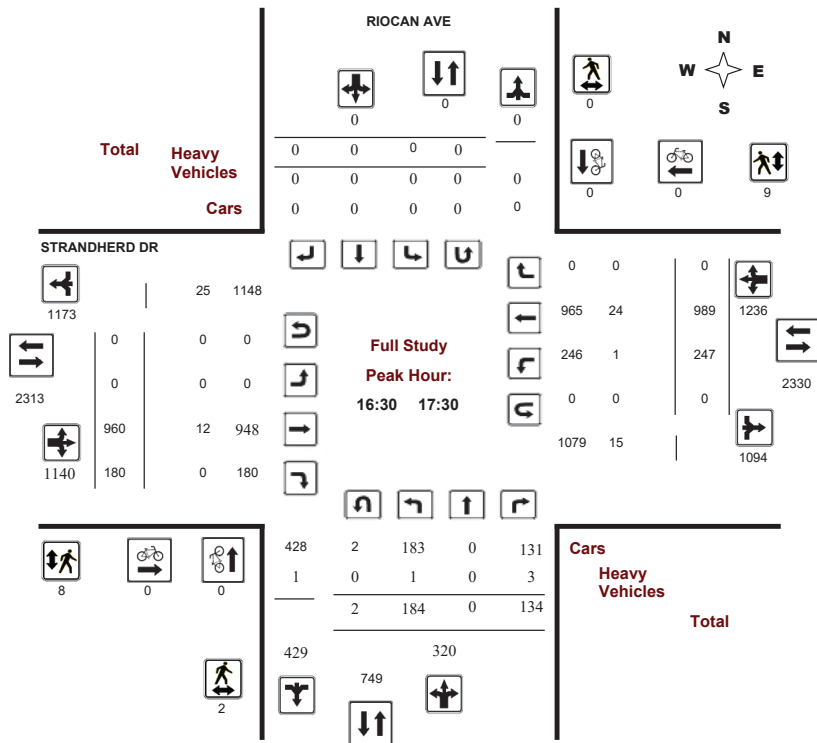 RIOCAN AVE
N
W E
S
0
0
0 0
Total Heavy Vehicles
0 0 0 0
0 0 0 0 0
Cars 0 0 0 0 0
0 0 9
STRANDHERD DR
25 1148
1173
0 0 0
2313
0 0 0
960 12 948
1140 180 0 180
Full Study
Peak Hour:
16:30 17:30
0 0 0
965 24 989 1236
246 1 247
2330
0 0 0
1079 15
1094
428 2 183 0 131
1 0 1 0 3
2 184 0 134
429 320
749
Cars
Heavy
Vehicles
Total
8 0 0
2